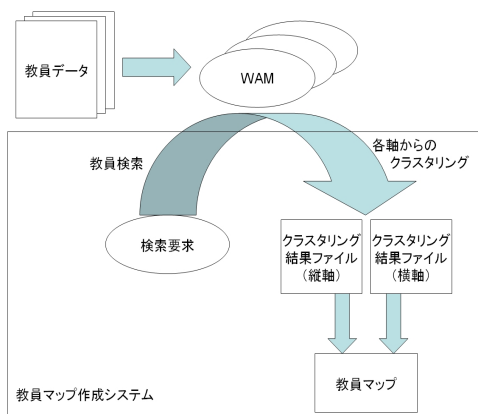 教員データ
WAM
教員検索
各軸からの
クラスタリング
検索要求
クラスタリング
結果ファイル
(縦軸)
クラスタリング
結果ファイル
(横軸)
教員マップ
教員マップ作成システム